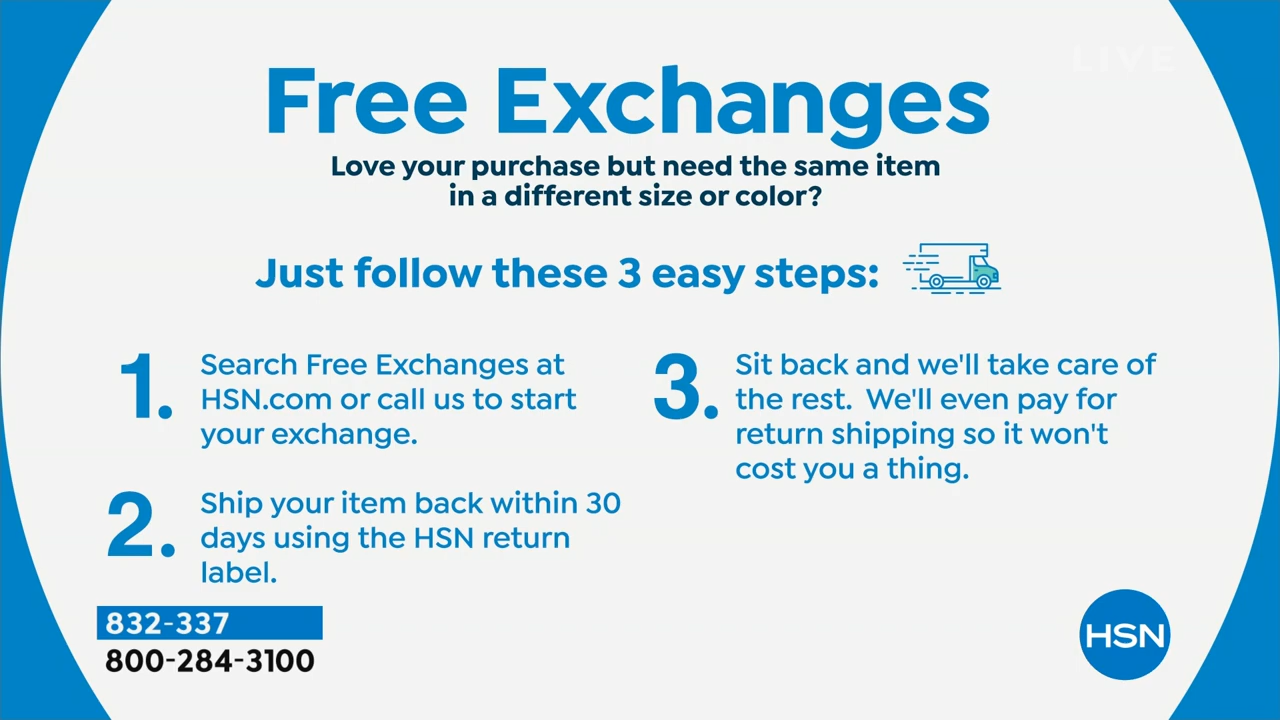 LIVE
Free Exchanges
Love your purchase but need the same item
in a different size or color?
Just follow these 3 easy steps:
1.
Search Free Exchanges at
HSN.com or call us to start
your exchange.
2.
Ship your item back within 30
days using the HSN return
label.
3.
Sit back and we'll take care of
the rest.  We'll even pay for
return shipping so it won't
cost you a thing.
832-337
800-284-3100
HSN